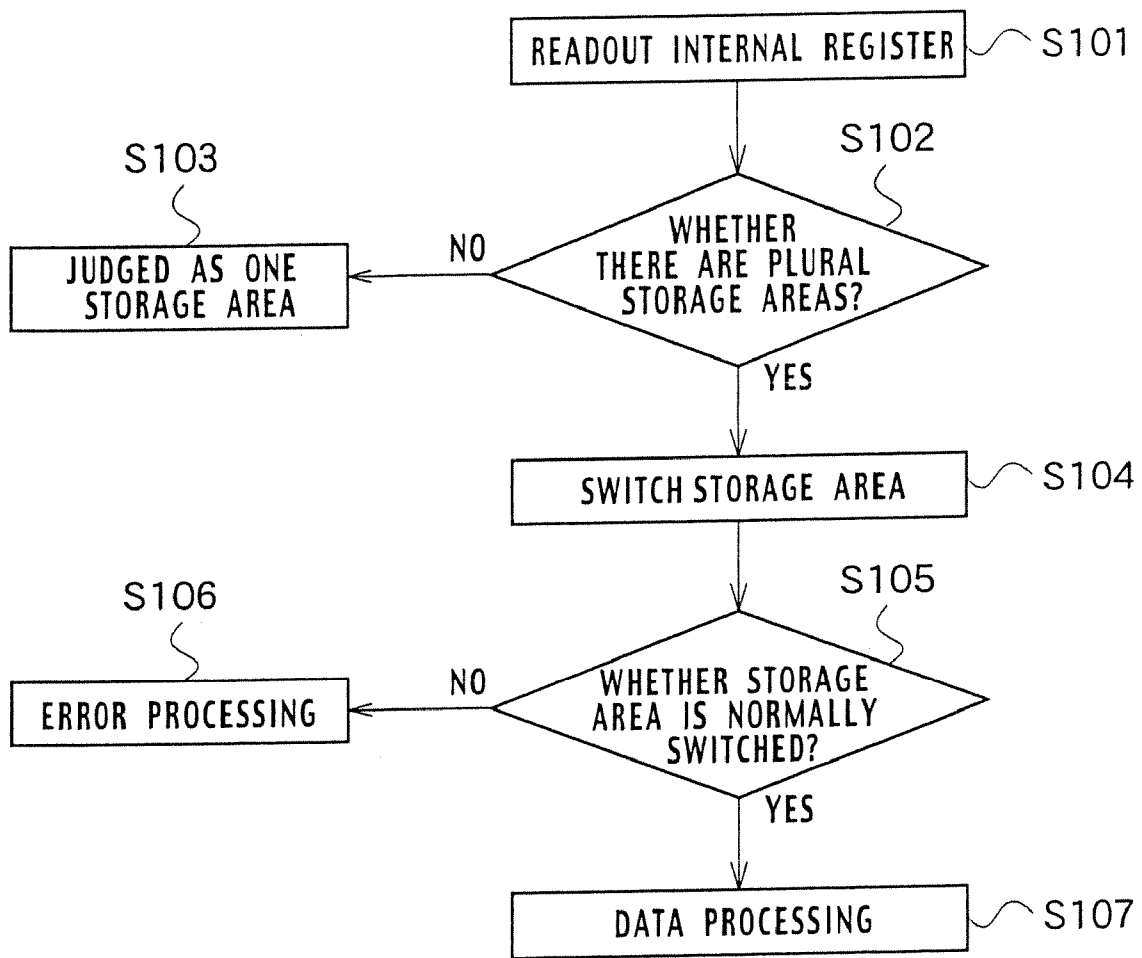 READOUT INTERNAL REGISTER
S101
S102
S103
WHETHER
THERE ARE PLURAL
STORAGE AREAS?
NO
JUDGED AS ONE
STORAGE AREA
YES
SWITCH STORAGE AREA
S104
S105
S106
WHETHER STORAGE
AREA IS NORMALLY
SWITCHED?
NO
ERROR PROCESSING
YES
DATA PROCESSING
S107